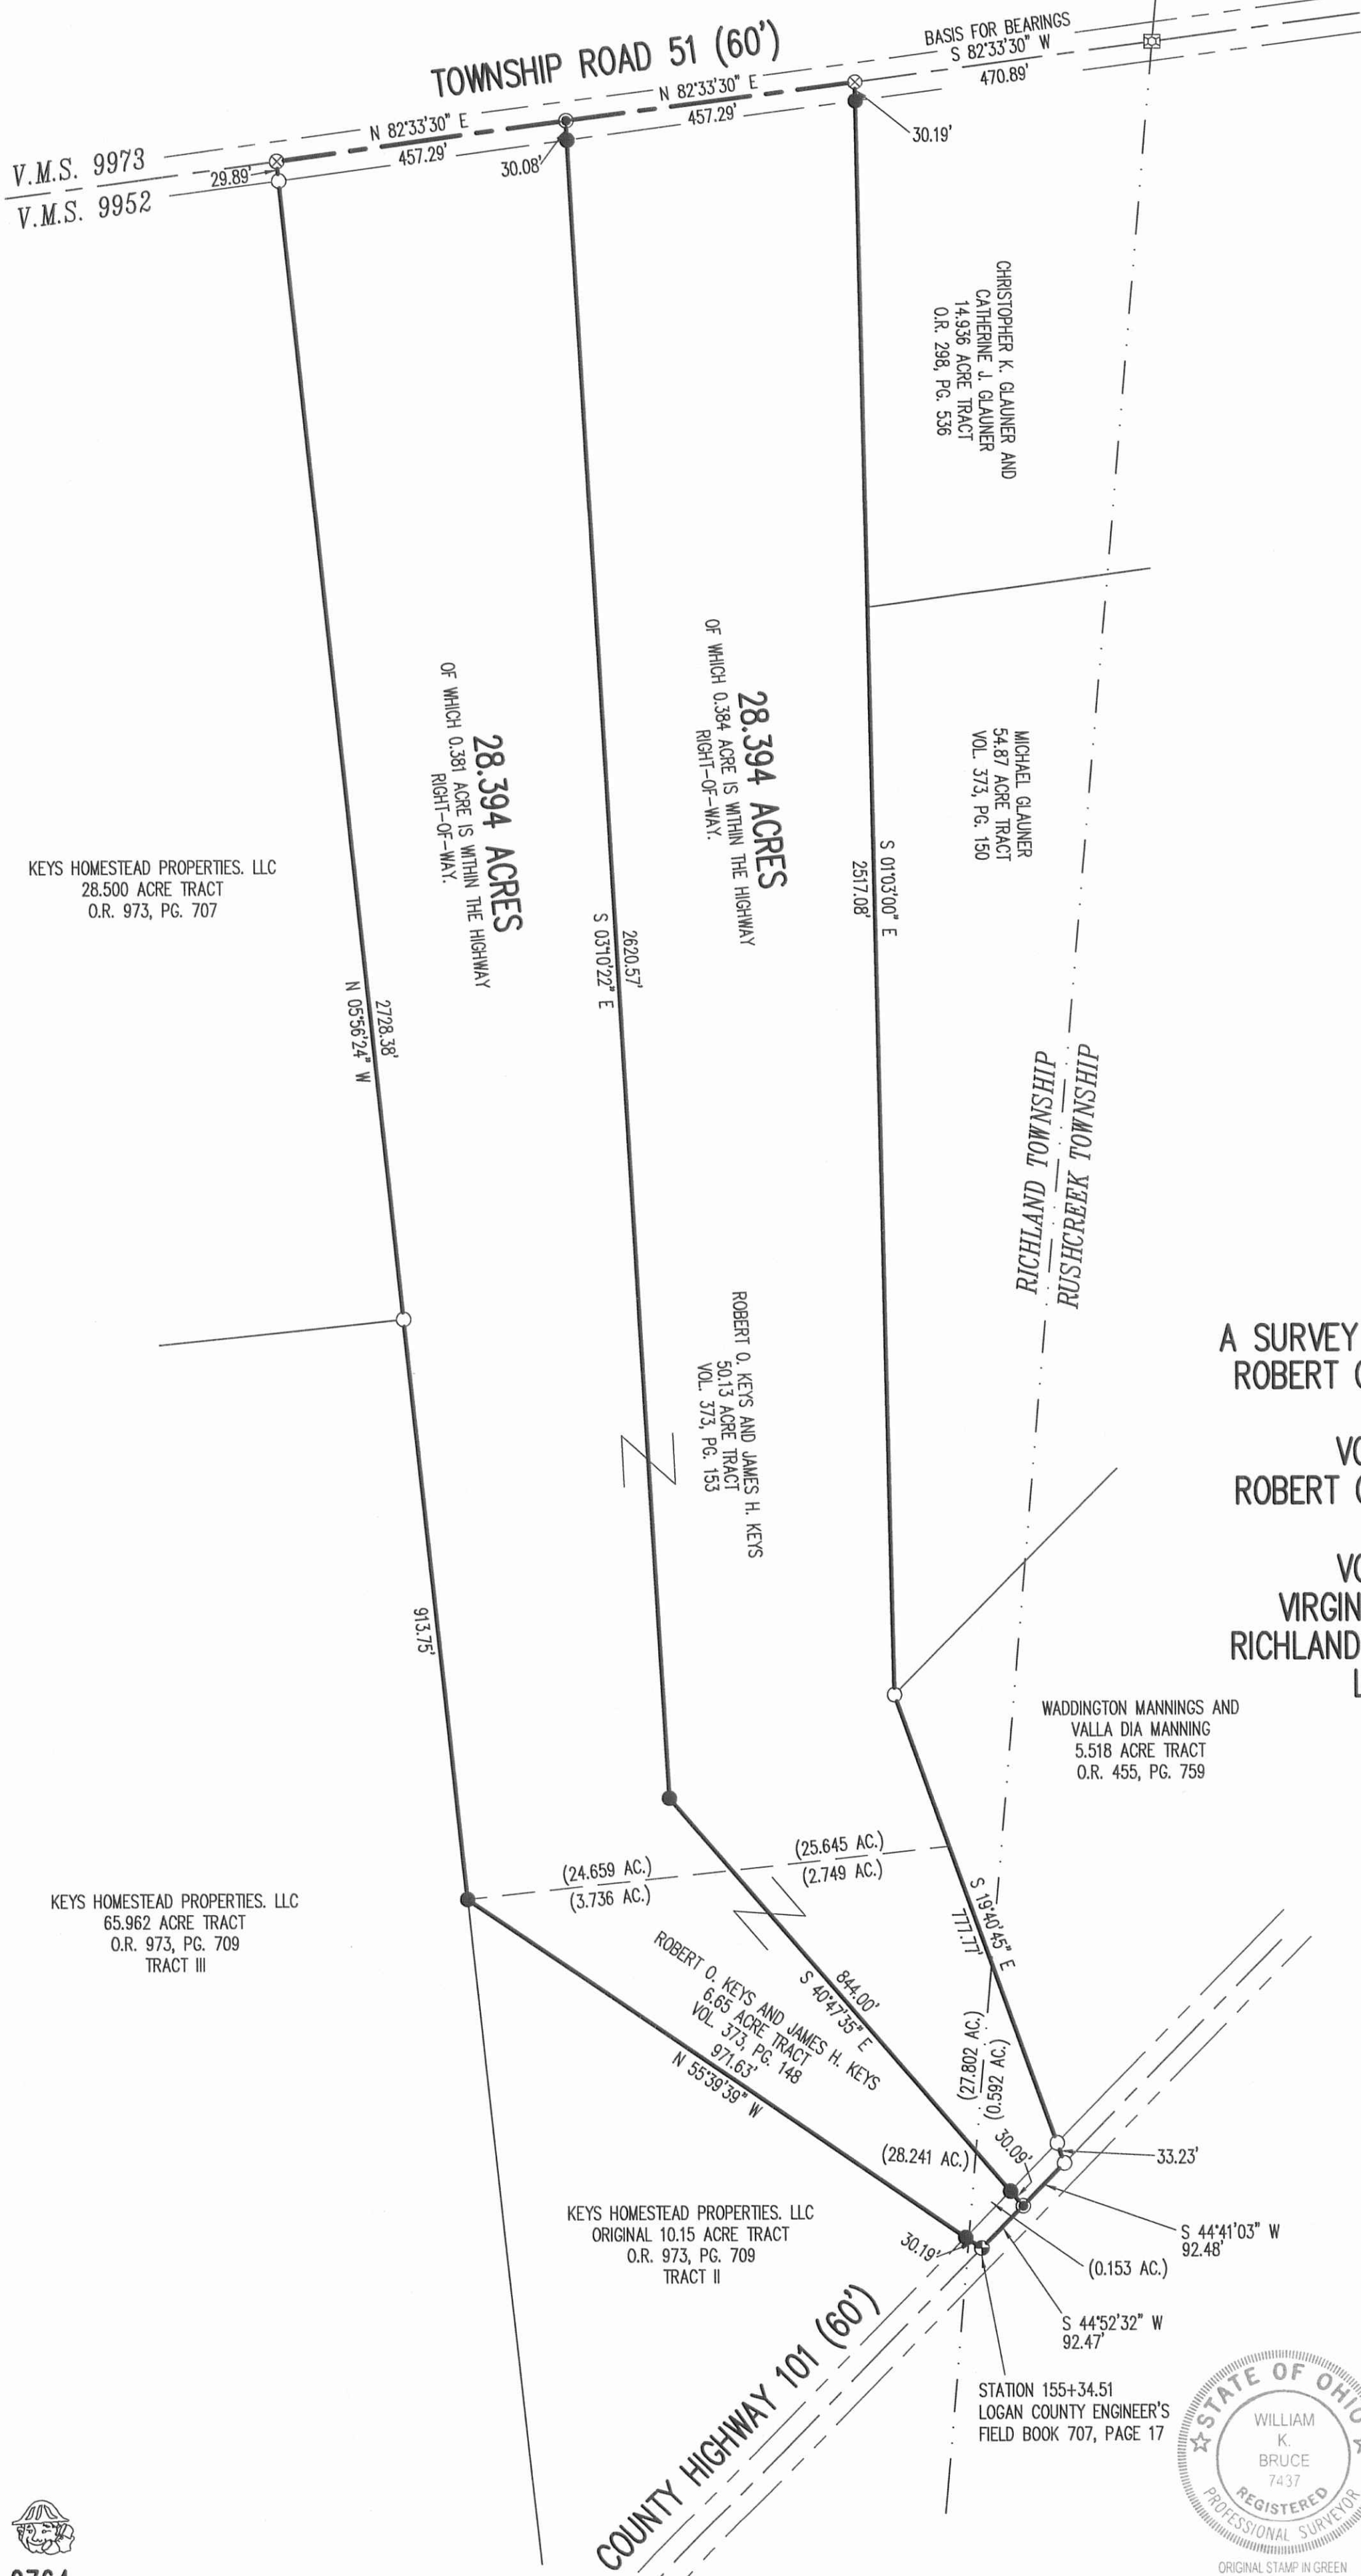 TOWNSHIP ROAD 51 (60')
BASIS FOR BEARINGS
S 82°33'30" W
470.89'
N 82°33'30" E
457.29'
N 82°33'30" E
457.29'
30.19'
30.08'
29.89'
V.M.S. 9973
V.M.S. 9952
CHRISTOPHER K. GLAUNER AND
CATHERINE J. GLAUNER
14.936 ACRE TRACT
O.R. 298, PG. 536
28.394 ACRES
OF WHICH 0.384 ACRE IS WITHIN THE HIGHWAY
RIGHT-OF-WAY.
28.394 ACRES
OF WHICH 0.381 ACRE IS WITHIN THE HIGHWAY
RIGHT-OF-WAY.
MICHAEL GLAUNER
54.87 ACRE TRACT
VOL. 373, PG. 150
S 01°03'00" E
2517.08'
KEYS HOMESTEAD PROPERTIES. LLC
28.500 ACRE TRACT
O.R. 973, PG. 707
2620.57'
S 03°10'22" E
2728.38'
N 05°56'24" W
RICHLAND TOWNSHIP
RUSHCREEK TOWNSHIP
ROBERT O. KEYS AND JAMES H. KEYS
50.13 ACRE TRACT
VOL. 373, PG. 153
A SURVEY
ROBERT
VO
ROBERT
VO
VIRGIN
RICHLAND
L
913.75'
WADDINGTON MANNINGS AND
VALLA DIA MANNING
5.518 ACRE TRACT
O.R. 455, PG. 759
(25.645 AC.)
(2.749 AC.)
(24.659 AC.)
(3.736 AC.)
KEYS HOMESTEAD PROPERTIES. LLC
65.962 ACRE TRACT
O.R. 973, PG. 709
TRACT III
S 19°40'45" E
777.77'
844.00'
S 40°47'35" E
ROBERT O. KEYS AND JAMES H. KEYS
6.65 ACRE TRACT
VOL. 373, PG. 148
971.63'
N 55°39'39" W
(0.592 AC.)
(27.802 AC.)
(28.241 AC.)
30.09'
33.23'
S 44°41'03" W
92.48'
(0.153 AC.)
S 44°52'32" W
92.47'
30.19'
KEYS HOMESTEAD PROPERTIES. LLC
ORIGINAL 10.15 ACRE TRACT
O.R. 973, PG. 709
TRACT II
STATION 155+34.51
LOGAN COUNTY ENGINEER'S
FIELD BOOK 707, PAGE 17
COUNTY HIGHWAY 101 (60')
STATE OF OHIO
WILLIAM
K.
BRUCE
7437
REGISTERED
PROFESSIONAL SURVEYOR
ORIGINAL STAMP IN GREEN